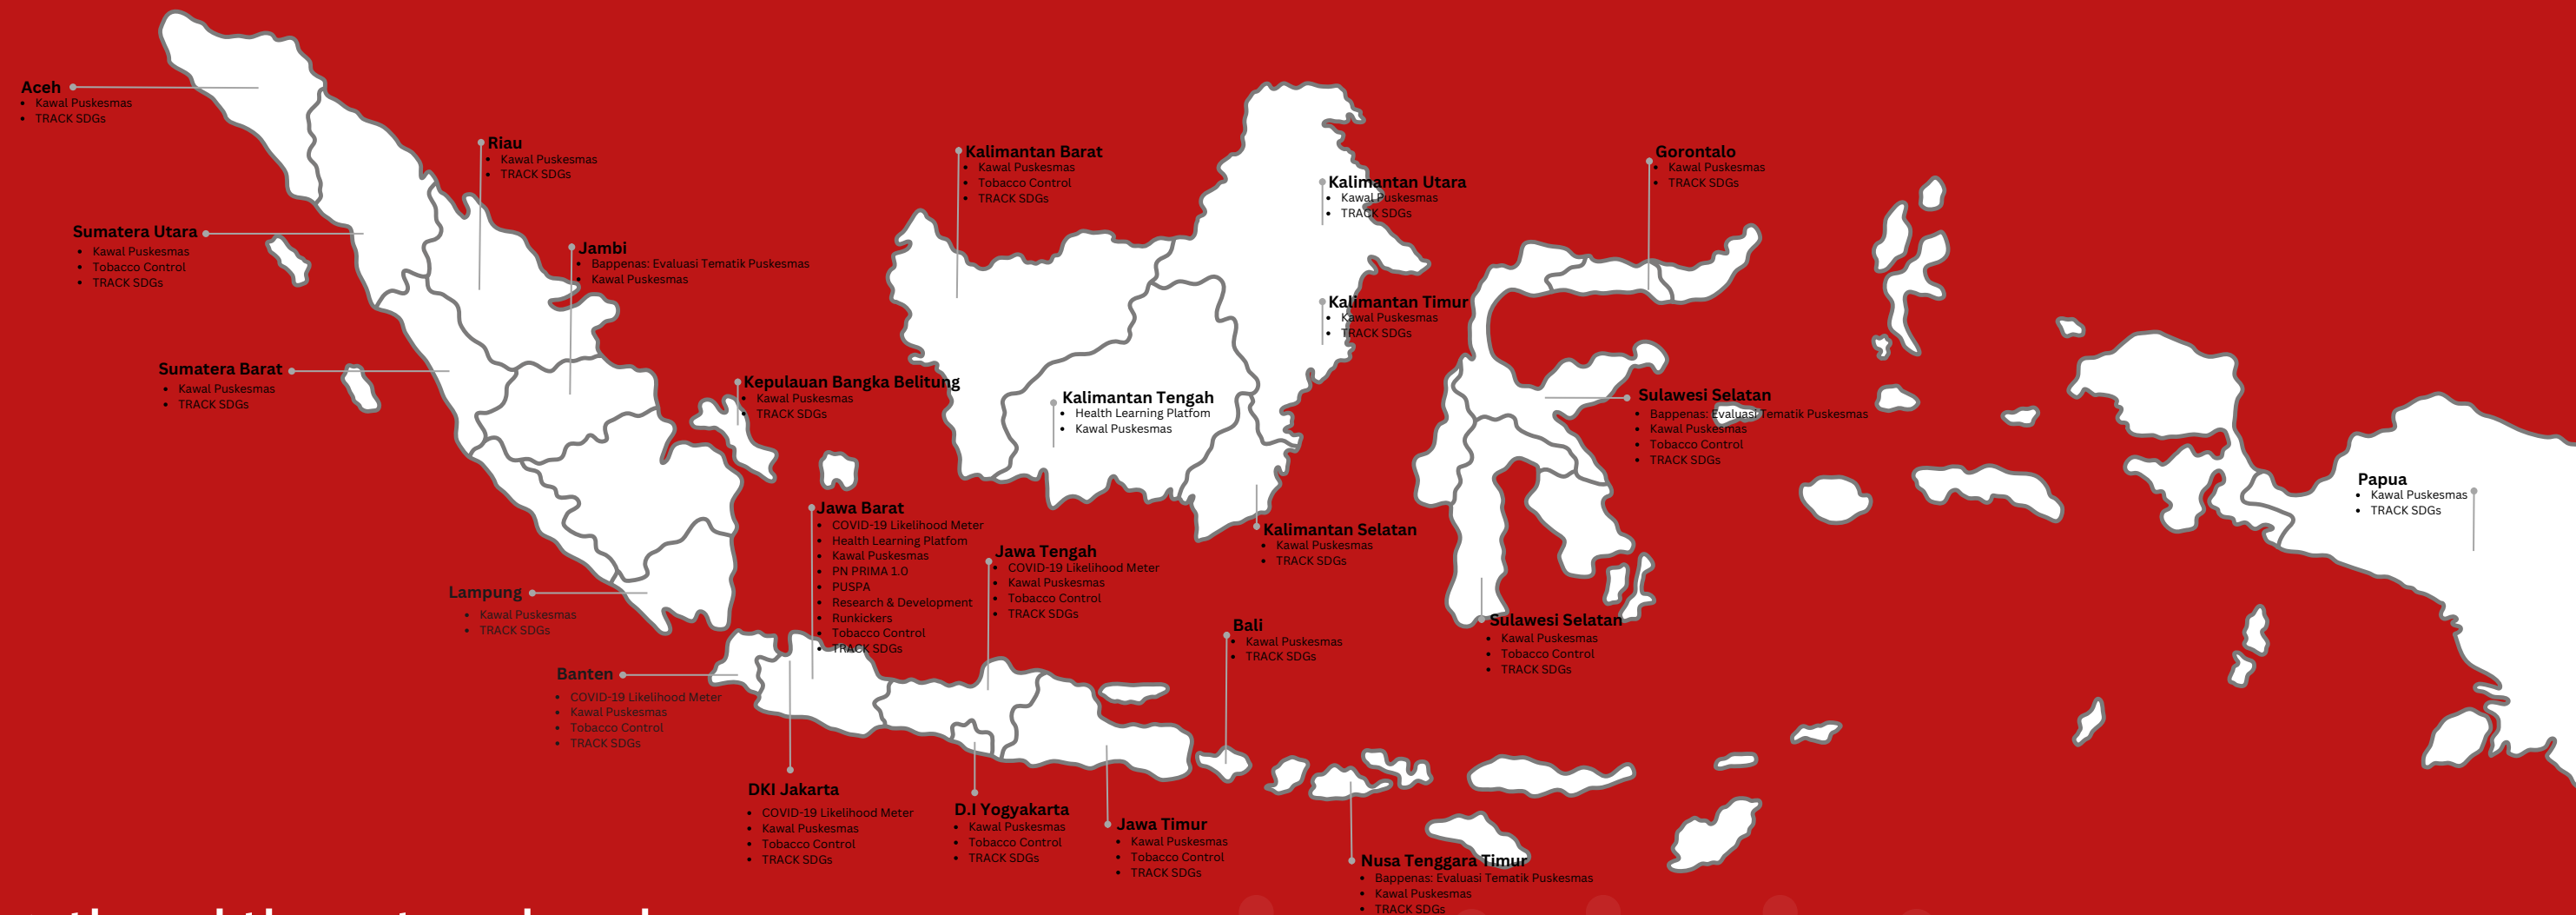 Aceh
• Kawal Puskesmas
• TRACK SDGs
Riau
• Kawal Puskesmas
• TRACK SDGs
Sumatera Utara
• Kawal Puskesmas
• Tobacco Control
• TRACK SDGs
Jambi
• Bappenas: Evaluasi Tematik Puskesmas
• Kawal Puskesmas
Sumatera Barat
• Kawal Puskesmas
• TRACK SDGs
Kepulauan Bangka Belitung
• Kawal Puskesmas
• TRACK SDGs
Lampung
• Kawal Puskesmas
• TRACK SDGs
Banten
• COVID-19 Likelihood Meter
• Kawal Puskesmas
• Tobacco Control
• TRACK SDGs
DKI Jakarta
• COVID-19 Likelihood Meter
• Kawal Puskesmas
• Tobacco Control
• TRACK SDGs
Jawa Barat
• COVID-19 Likelihood Meter
• Health Learning Platfom
• Kawal Puskesmas
• PN PRIMA 1.0
• PUSPA
• Research & Development
• Runkickers
• Tobacco Control
• TRACK SDGs
Jawa Tengah
• COVID-19 Likelihood Meter
• Kawal Puskesmas
• Tobacco Control
• TRACK SDGs
D.I Yogyakarta
• Kawal Puskesmas
• Tobacco Control
• TRACK SDGs
Jawa Timur
• Kawal Puskesmas
• Tobacco Control
• TRACK SDGs
Bali
• Kawal Puskesmas
• TRACK SDGs
Nusa Tenggara Timur
• Bappenas: Evaluasi Tematik Puskesmas
• Kawal Puskesmas
• TRACK SDGs
Kalimantan Barat
• Kawal Puskesmas
• Tobacco Control
• TRACK SDGs
Kalimantan Utara
• Kawal Puskesmas
• TRACK SDGs
Kalimantan Timur
• Kawal Puskesmas
• TRACK SDGs
Kalimantan Tengah
• Health Learning Platfom
• Kawal Puskesmas
Kalimantan Selatan
• Kawal Puskesmas
• TRACK SDGs
Gorontalo
• Kawal Puskesmas
• TRACK SDGs
Sulawesi Selatan
• Bappenas: Evaluasi Tematik Puskesmas
• Kawal Puskesmas
• Tobacco Control
• TRACK SDGs
Sulawesi Selatan
• Kawal Puskesmas
• Tobacco Control
• TRACK SDGs
Papua
• Kawal Puskesmas
• TRACK SDGs